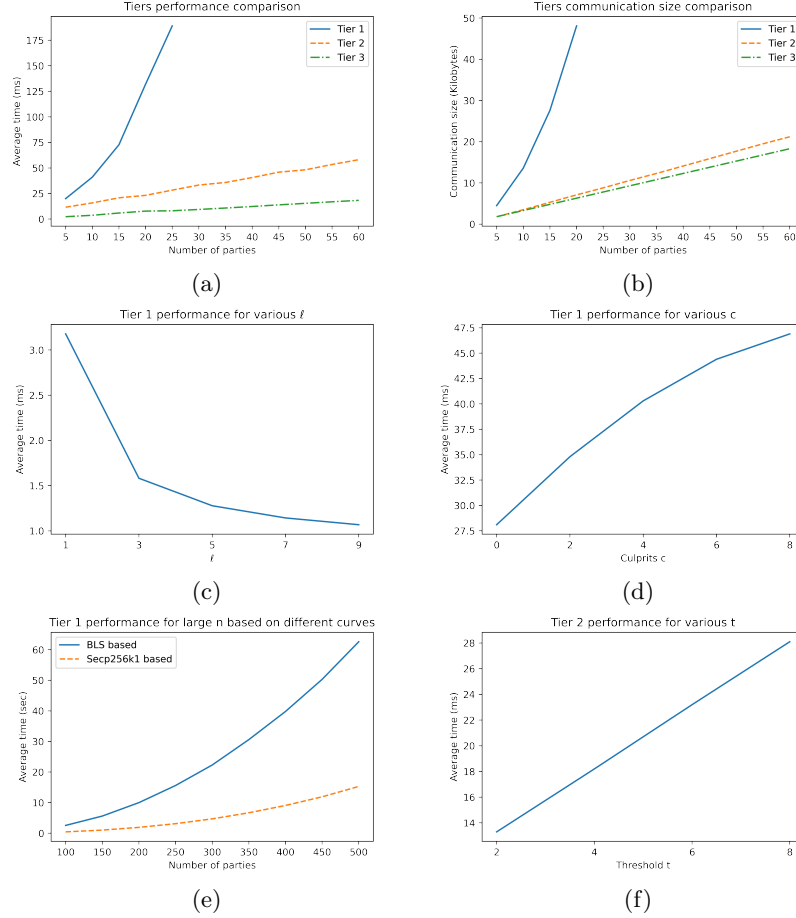 Tiers performance comparison
Average time (ms)
175
150
125
100
75
50
25
0
5 10 15 20 25 30 35 40 45 50 55 60
Number of parties
Tier 1
Tier 2
Tier 3
(a)
Tiers communication size comparison
Communication size (Kilobytes)
50
40
30
20
10
0
5 10 15 20 25 30 35 40 45 50 55 60
Number of parties
Tier 1
Tier 2
Tier 3
(b)
Tier 1 performance for various ℓ
Average time (ms)
3.0
2.5
2.0
1.5
1.0
1 3 5 7 9
ℓ
(c)
Tier 1 performance for various c
Average time (ms)
47.5
45.0
42.5
40.0
37.5
35.0
32.5
30.0
27.5
0 2 4 6 8
Culprits c
(d)
Tier 1 performance for large n based on different curves
BLS based
Secp256k1 based
Average time (sec)
60
50
40
30
20
10
0
100 150 200 250 300 350 400 450 500
Number of parties
(e)
Tier 2 performance for various t
Average time (ms)
28
26
24
22
20
18
16
14
2 4 6 8
Threshold t
(f)